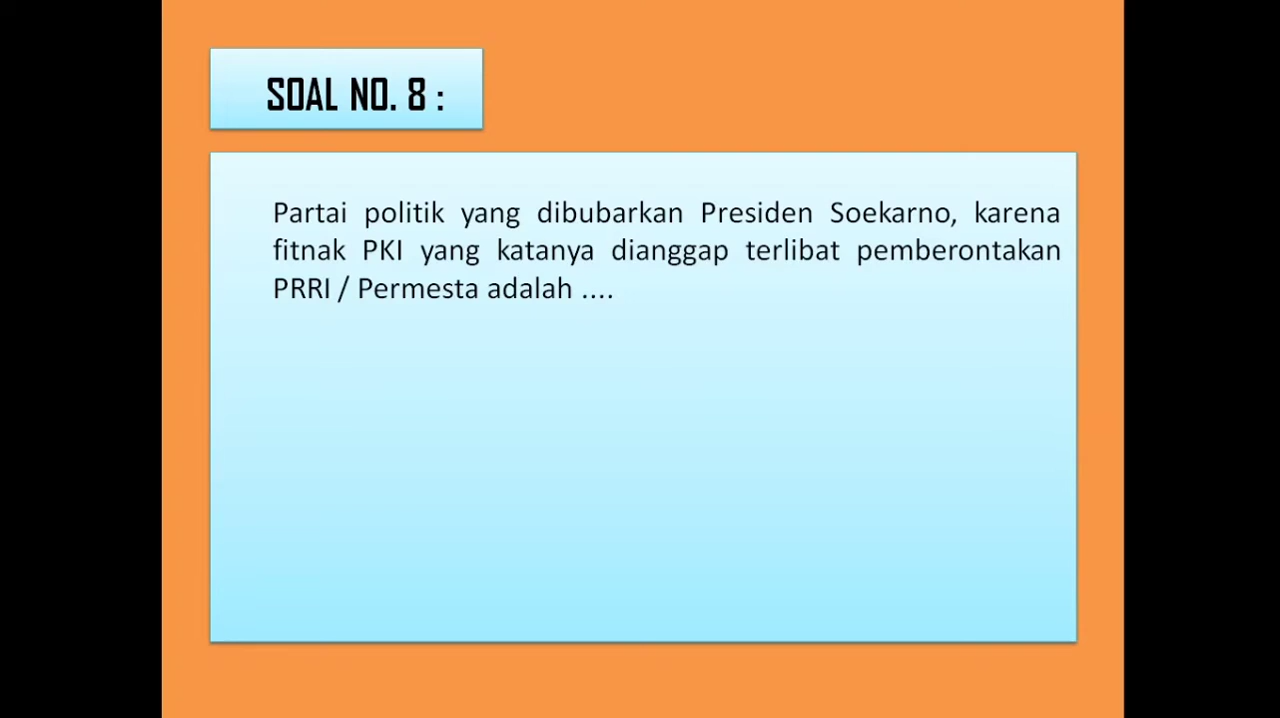 SOAL NO. 8 :
Partai politik yang dibubarkan Presiden Soekarno, karena
fitnak PKI yang katanya dianggap terlibat pemberontakan
PRRI / Permesta adalah ....